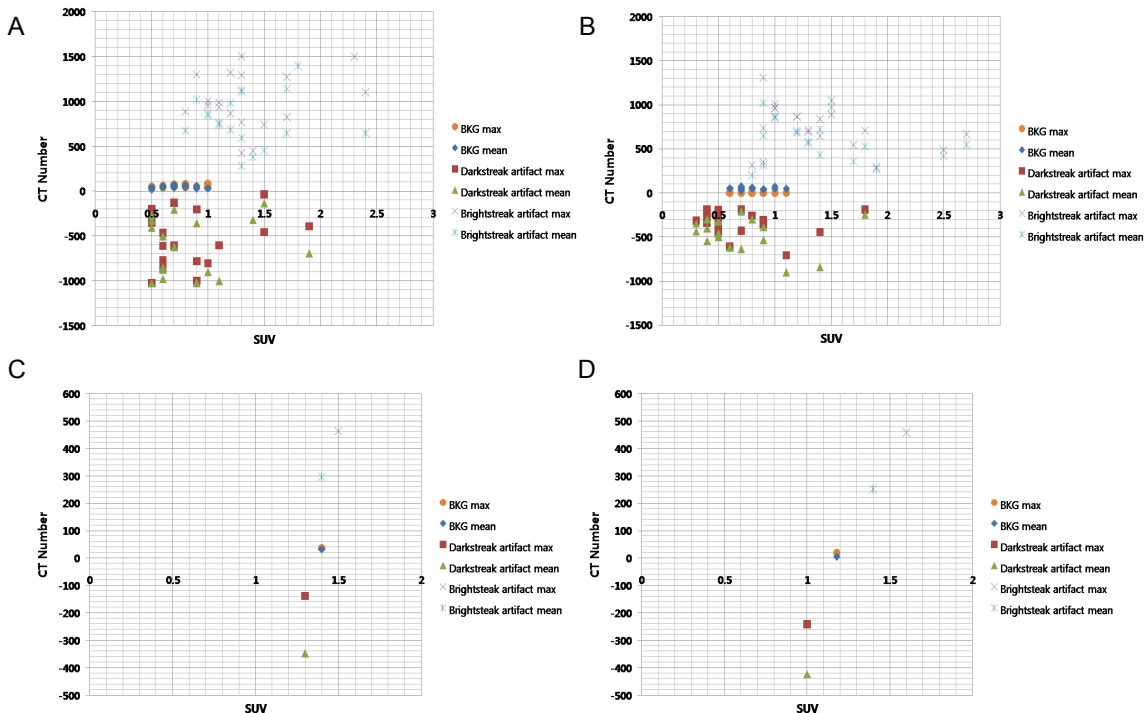 A
2000
1500
1000
500
0
-500
-1000
-1500
0 0.5 1 1.5 2 2.5 3
CT Number
SUV
BKG max
BKG mean
Darkstreak artifact max
Darkstreak artifact mean
Brightstreak artifact max
Brightstreak artifact mean
B
2000
1500
1000
500
0
-500
-1000
-1500
0 0.5 1 1.5 2 2.5 3
CT Number
SUV
BKG max
BKG mean
Darkstreak artifact max
Darkstreak artifact mean
Brightstreak artifact max
Brightstreak artifact mean
C
600
500
400
300
200
100
0
-100
-200
-300
-400
-500
0 0.5 1 1.5 2
CT Number
SUV
BKG max
BKG mean
Darkstreak artifact max
Darkstreak artifact mean
Brightsteak artifact max
Brightsteak artifact mean
D
600
500
400
300
200
100
0
-100
-200
-300
-400
-500
0 0.5 1 1.5 2
CT Number
SUV
BKG max
BKG mean
Darkstreak artifact max
Darkstreak artifact mean
Brightsteak artifact max
Brightsteak artifact mean